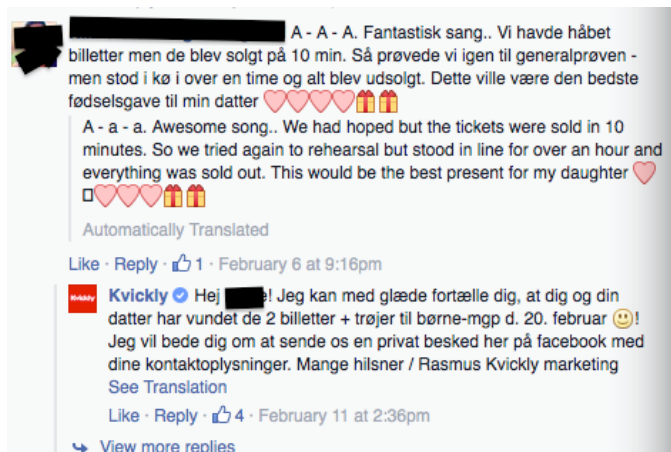 A - A - A. Fantastisk sang.. Vi havde håbet
billetter men de blev solgt på 10 min. Så prøvede vi igen til generalprøven -
men stod i kø i over en time og alt blev udsolgt. Dette ville være den bedste
fødselsgave til min datter
A - a - a. Awesome song.. We had hoped but the tickets were sold in 10
minutes. So we tried again to rehearsal but stood in line for over an hour and
everything was sold out. This would be the best present for my daughter
Automatically Translated
Like · Reply · 1 · February 6 at 9:16pm
Kvickly
Kvickly Hej ! Jeg kan med glæde fortælle dig, at dig og din
datter har vundet de 2 billetter + trøjer til børne-mgp d. 20. februar !
Jeg vil bede dig om at sende os en privat besked her på facebook med
dine kontaktoplysninger. Mange hilsner / Rasmus Kvickly marketing
See Translation
Like · Reply · 4 · February 11 at 2:36pm
View more replies